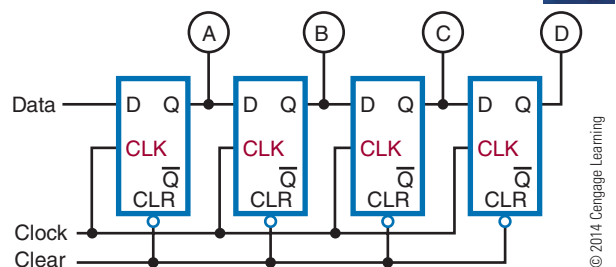 A B C D
Data D Q D Q D Q D Q
CLK CLK CLK CLK
Q Q Q Q
CLR CLR CLR CLR
Clock
Clear
© 2014 Cengage Learning